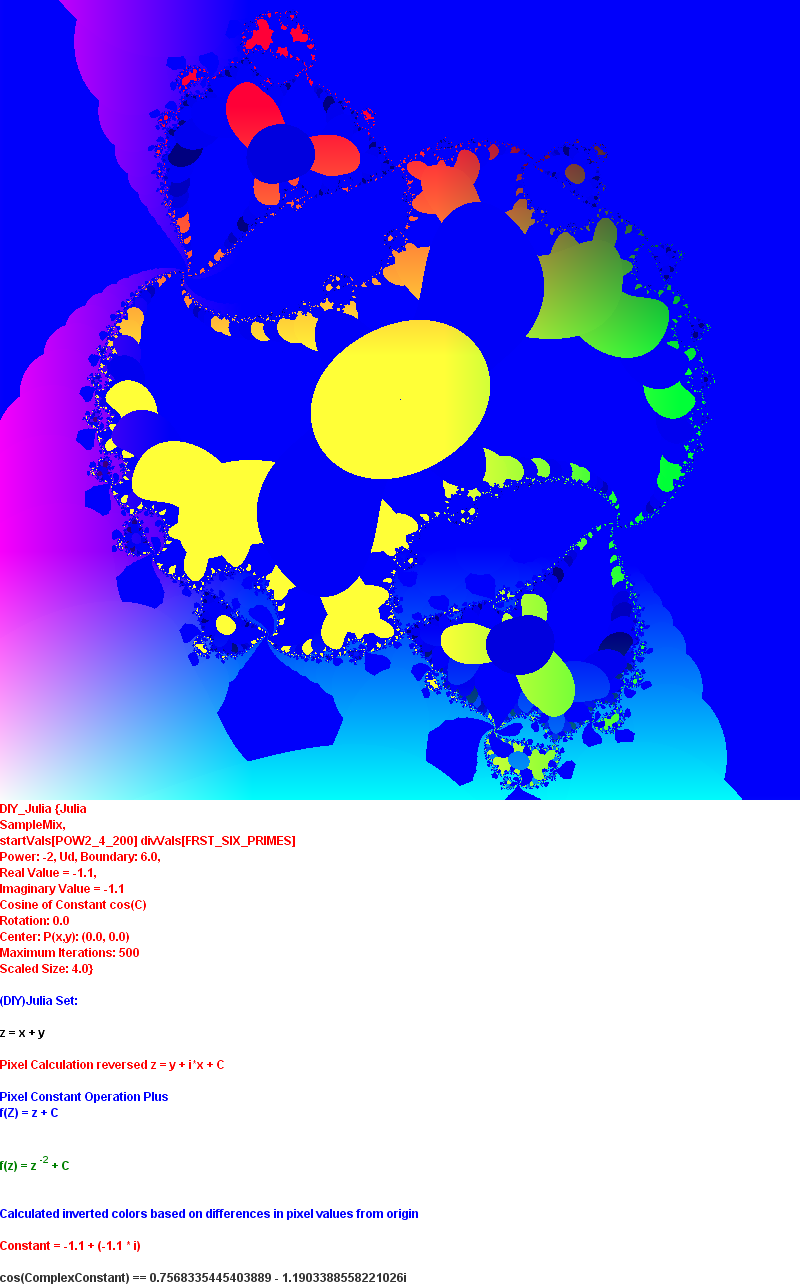 DIY_Julia {Julia
SampleMix,
startVals[POW2_4_200] divVals[FRST_SIX_PRIMES]
Power: -2, Ud, Boundary: 6.0,
Real Value = -1.1,
Imaginary Value = -1.1
Cosine of Constant cos(C)
Rotation: 0.0
Center: P(x,y): (0.0, 0.0)
Maximum Iterations: 500
Scaled Size: 4.0}
(DIY)Julia Set:
z = x + y
Pixel Calculation reversed z = y + i*x + C
Pixel Constant Operation Plus
f(Z) = z + C
f(z) = z ⁻² + C
Calculated inverted colors based on differences in pixel values from origin
Constant = -1.1 + (-1.1 * i)
cos(ComplexConstant) == 0.7568335445403889 - 1.1903388558221026i